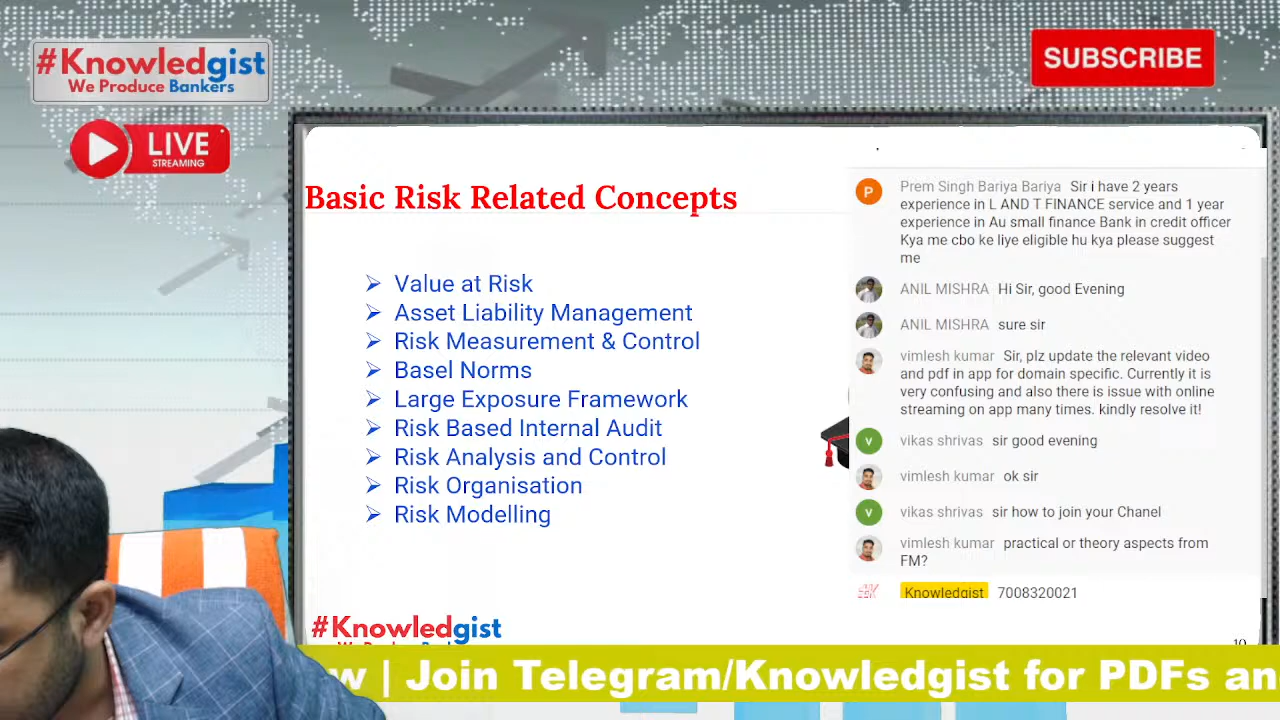 #Knowledgist
We Produce Bankers
LIVE
STREAMING
SUBSCRIBE
Basic Risk Related Concepts
Value at Risk
Asset Liability Management
Risk Measurement & Control
Basel Norms
Large Exposure Framework
Risk Based Internal Audit
Risk Analysis and Control
Risk Organisation
Risk Modelling
P
Prem Singh Bariya Bariya Sir i have 2 years
experience in L AND T FINANCE service and 1 year
experience in Au small finance Bank in credit officer
Kya me cbo ke liye eligible hu kya please suggest
me
ANIL MISHRA Hi Sir, good Evening
ANIL MISHRA sure sir
vimlesh kumar Sir, plz update the relevant video
and pdf in app for domain specific. Currently it is
very confusing and also there is issue with online
streaming on app many times. kindly resolve it!
v
vikas shrivas sir good evening
vimlesh kumar ok sir
v
vikas shrivas sir how to join your Chanel
vimlesh kumar practical or theory aspects from
FM?
Knowledgist 7008320021
#Knowledgist
w | Join Telegram/Knowledgist for PDFs an